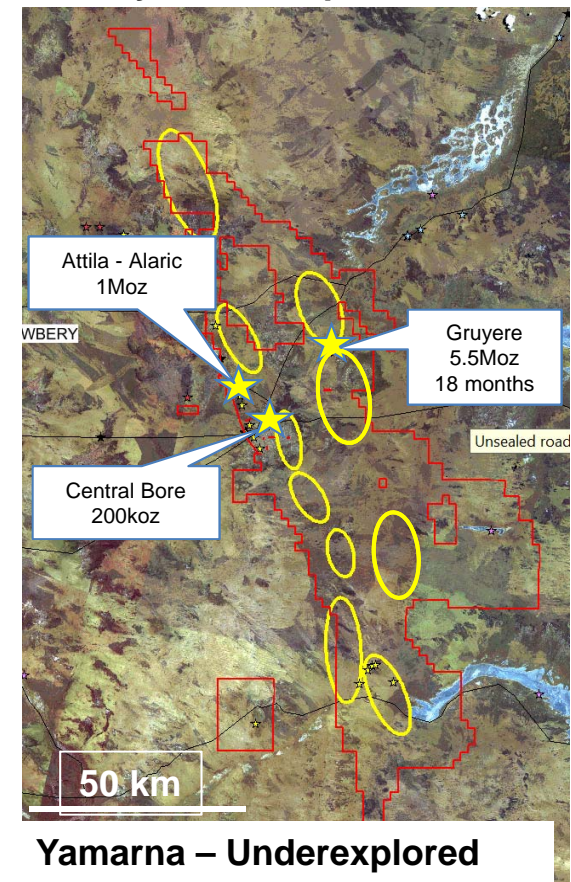 Attila - Alaric
1Moz
WBERY
Gruyere
5.5Moz
18 months
Unsealed road
Central Bore
200koz
50 km
Yamarna – Underexplored